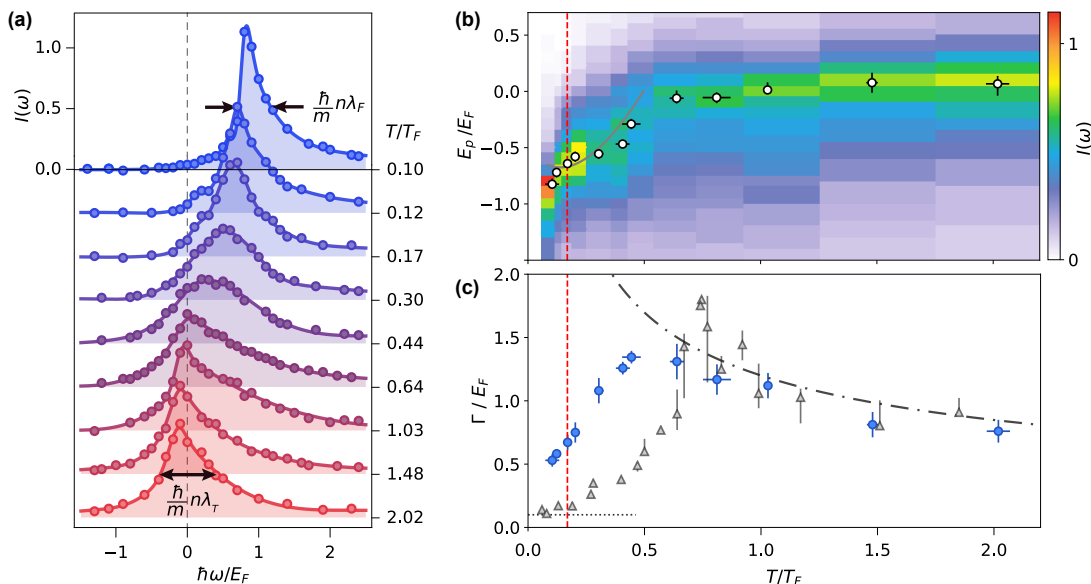 (a)
I(ω)
1.0
0.5
0.0
ħ/m nλ_F
T/T_F
0.10
0.12
0.17
0.30
0.44
0.64
1.03
1.48
2.02
ħ/m nλ_T
−1 0 1 2
ħω/E_F
(b)
E_p/E_F
0.5
0.0
−0.5
−1.0
1
0
I(ω)
(c)
Γ / E_F
2.0
1.5
1.0
0.5
0.0
0.0 0.5 1.0 1.5 2.0
T/T_F